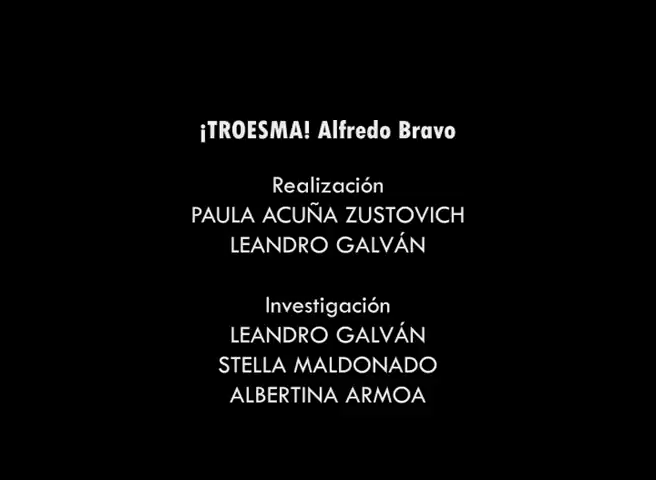 ¡TROESMA! Alfredo Bravo
Realización
PAULA ACUÑA ZUSTOVICH
LEANDRO GALVÁN
Investigación
LEANDRO GALVÁN
STELLA MALDONADO
ALBERTINA ARMOA